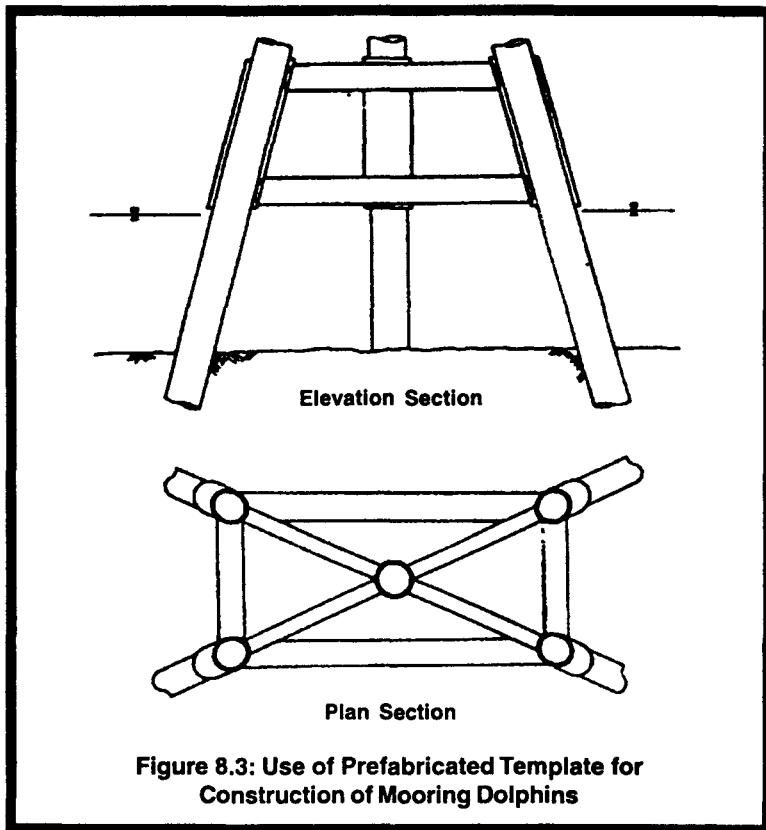 Elevation Section
Plan Section
Figure 8.3: Use of Prefabricated Template for
Construction of Mooring Dolphins